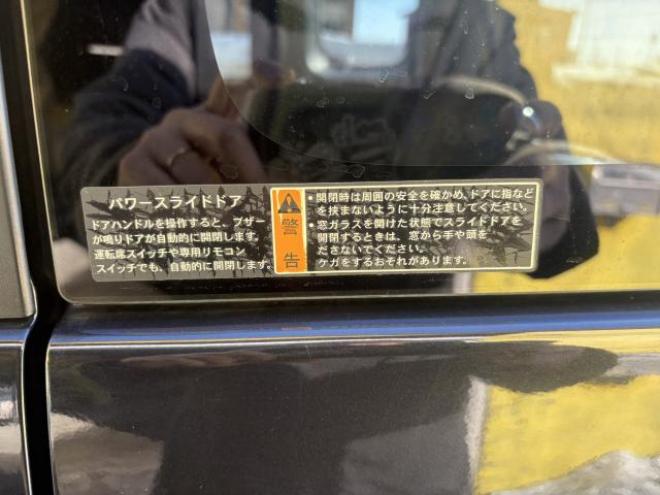 パワースライドドア
ドアハンドルを操作すると、ブザー
が鳴りドアが自動的に開閉します。
運転席スイッチや専用リモコン
スイッチでも、自動的に開閉します。
警告
・開閉時は周囲の安全を確かめ、ドアに指など
を挟まないように十分注意してください。
・窓ガラスを開けた状態でスライドドアを
開閉するときは、窓から手や頭を
ださないでください。
ケガをするおそれがあります。